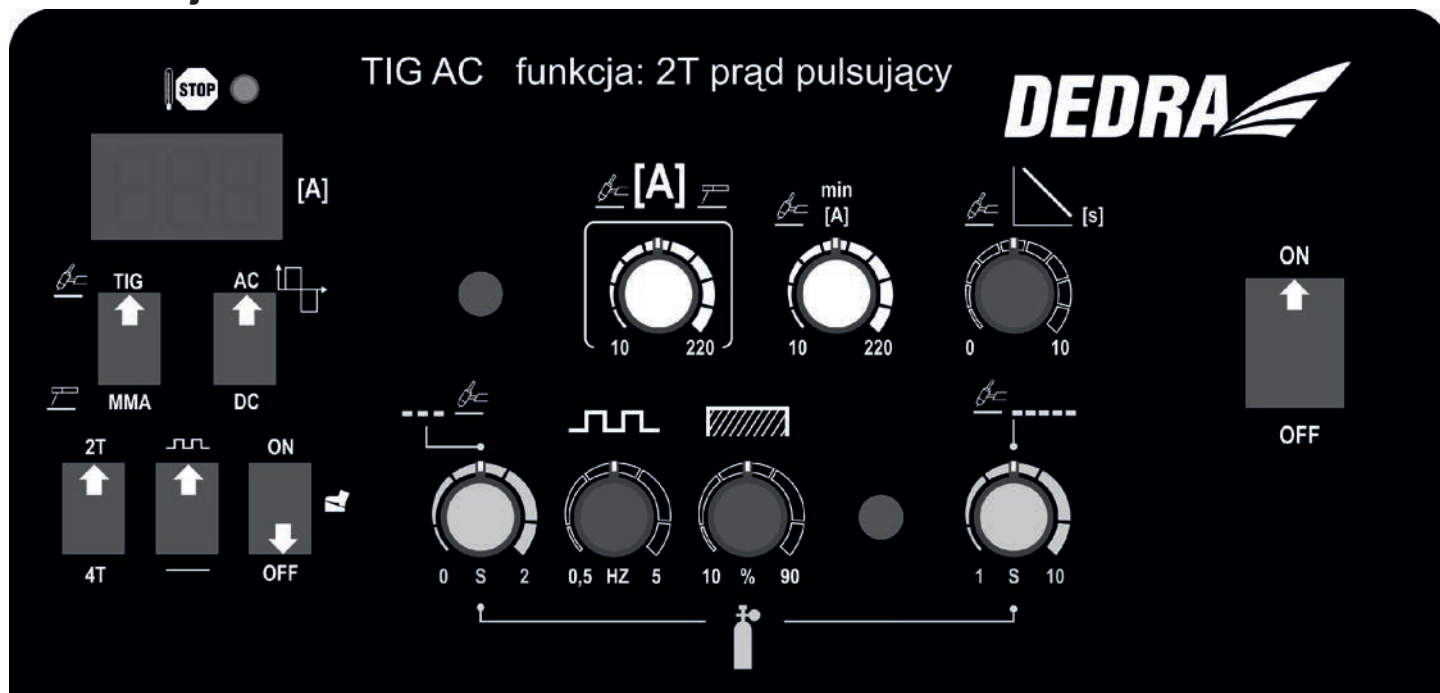 TIG AC funkcja: 2T prąd pulsujący
DEDRA
STOP
[A]
[A]
min
[A]
[s]
TIG
AC
MMA
DC
10 220
10 220
0 10
ON
OFF
2T
ON
4T
OFF
0 S 2
0,5 HZ 5
10 % 90
1 S 10